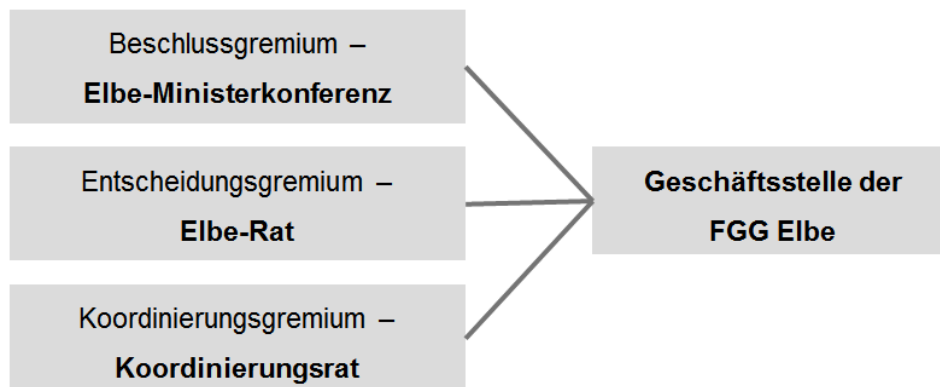 Beschlussgremium –
Elbe-Ministerkonferenz
Entscheidungsgremium –
Elbe-Rat
Koordinierungsgremium –
Koordinierungsrat
Geschäftsstelle der
FGG Elbe